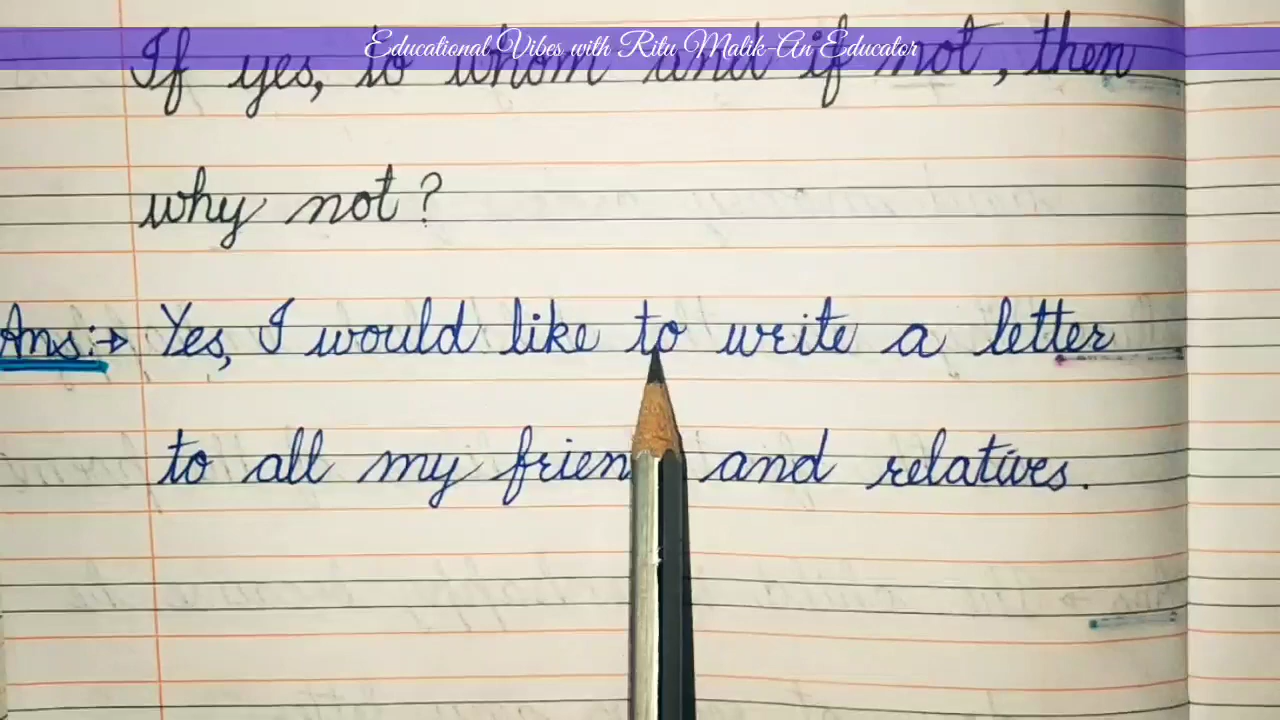 Educational Vibes with Ritu Malik-An Educator
If yes, to whom and if not, then
why not?
Ans:→ Yes, I would like to write a letter
to all my frien and relatives.